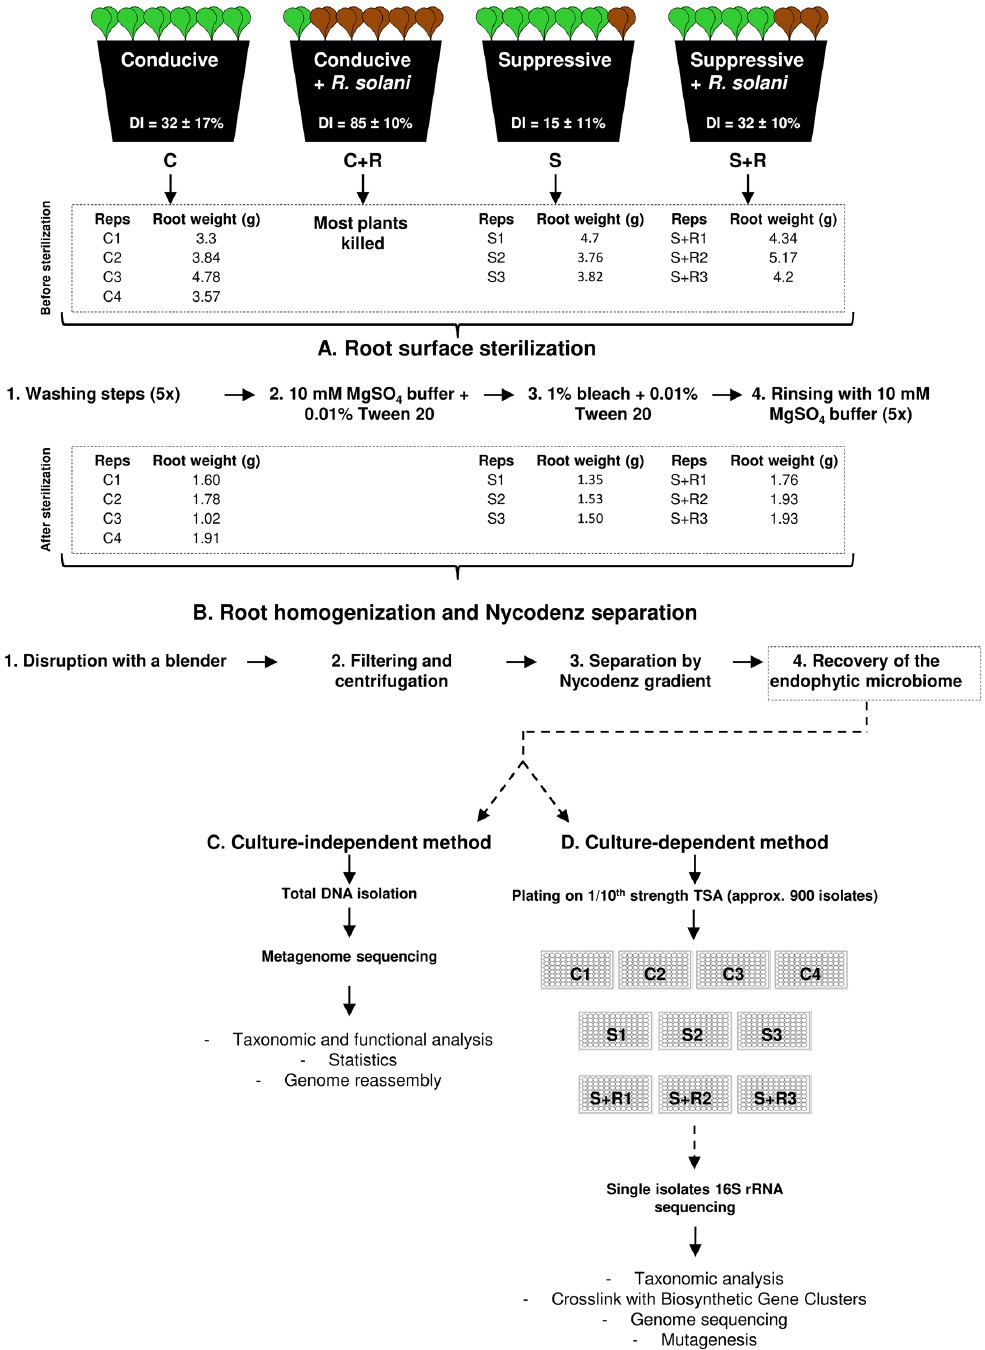 Conducive
DI = 32 ± 17%
Conducive
+ R. solani
DI = 85 ± 10%
Suppressive
DI = 15 ± 11%
Suppressive
+ R. solani
DI = 32 ± 10%
C
C+R
S
S+R
Before sterilization
Reps Root weight (g)
C1 3.3
C2 3.84
C3 4.78
C4 3.57
Most plants
killed
Reps Root weight (g)
S1 4.7
S2 3.76
S3 3.82
Reps Root weight (g)
S+R1 4.34
S+R2 5.17
S+R3 4.2
A. Root surface sterilization
1. Washing steps (5x)
2. 10 mM MgSO₄ buffer +
0.01% Tween 20
3. 1% bleach + 0.01%
Tween 20
4. Rinsing with 10 mM
MgSO₄ buffer (5x)
After sterilization
Reps Root weight (g)
C1 1.60
C2 1.78
C3 1.02
C4 1.91
Reps Root weight (g)
S1 1.35
S2 1.53
S3 1.50
Reps Root weight (g)
S+R1 1.76
S+R2 1.93
S+R3 1.93
B. Root homogenization and Nycodenz separation
1. Disruption with a blender
2. Filtering and
centrifugation
3. Separation by
Nycodenz gradient
4. Recovery of the
endophytic microbiome
C. Culture-independent method
Total DNA isolation
Metagenome sequencing
- Taxonomic and functional analysis
- Statistics
- Genome reassembly
D. Culture-dependent method
Plating on 1/10th strength TSA (approx. 900 isolates)
C1 C2 C3 C4
S1 S2 S3
S+R1 S+R2 S+R3
Single isolates 16S rRNA
sequencing
- Taxonomic analysis
- Crosslink with Biosynthetic Gene Clusters
- Genome sequencing
- Mutagenesis